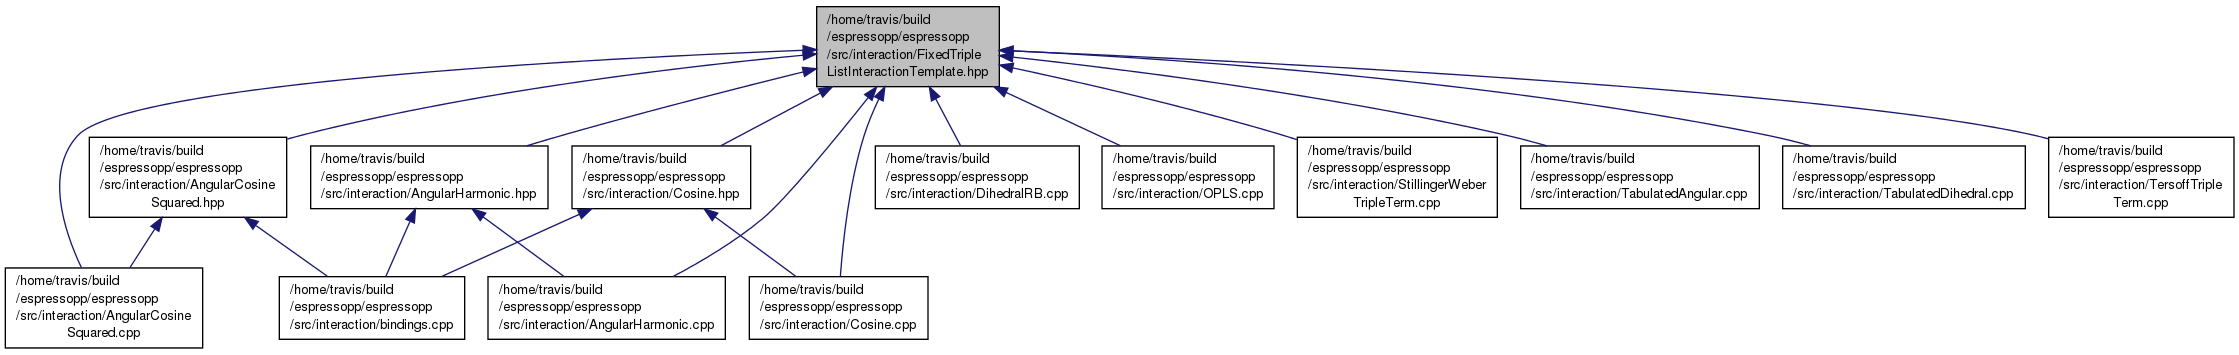 /home/travis/build
/espressopp/espressopp
/src/interaction/FixedTriple
ListInteractionTemplate.hpp
/home/travis/build
/espressopp/espressopp
/src/interaction/AngularCosine
Squared.hpp
/home/travis/build
/espressopp/espressopp
/src/interaction/AngularHarmonic.hpp
/home/travis/build
/espressopp/espressopp
/src/interaction/Cosine.hpp
/home/travis/build
/espressopp/espressopp
/src/interaction/DihedralRB.cpp
/home/travis/build
/espressopp/espressopp
/src/interaction/OPLS.cpp
/home/travis/build
/espressopp/espressopp
/src/interaction/StillingerWeber
TripleTerm.cpp
/home/travis/build
/espressopp/espressopp
/src/interaction/TabulatedAngular.cpp
/home/travis/build
/espressopp/espressopp
/src/interaction/TabulatedDihedral.cpp
/home/travis/build
/espressopp/espressopp
/src/interaction/TersoffTriple
Term.cpp
/home/travis/build
/espressopp/espressopp
/src/interaction/AngularCosine
Squared.cpp
/home/travis/build
/espressopp/espressopp
/src/interaction/bindings.cpp
/home/travis/build
/espressopp/espressopp
/src/interaction/AngularHarmonic.cpp
/home/travis/build
/espressopp/espressopp
/src/interaction/Cosine.cpp